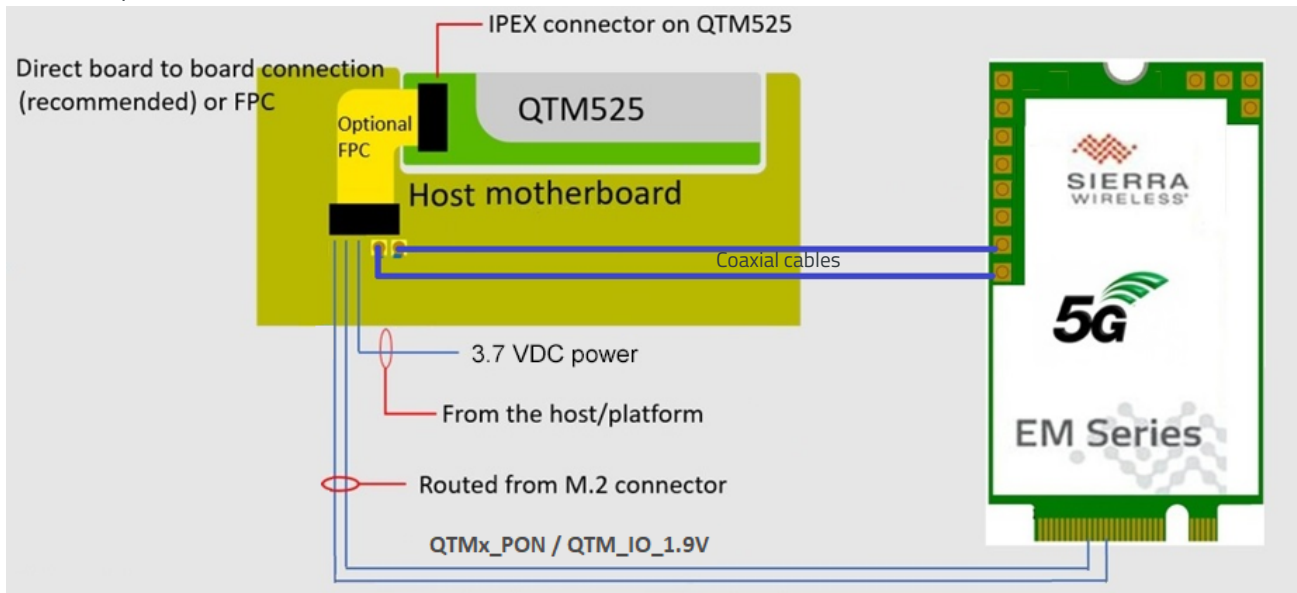 IPEX connector on QTM525
Direct board to board connection
(recommended) or FPC
QTM525
Optional
FPC
Host motherboard
SIERRA
WIRELESS®
Coaxial cables
5G
3.7 VDC power
From the host/platform
EM Series
Routed from M.2 connector
QTMx_PON / QTM_IO_1.9V